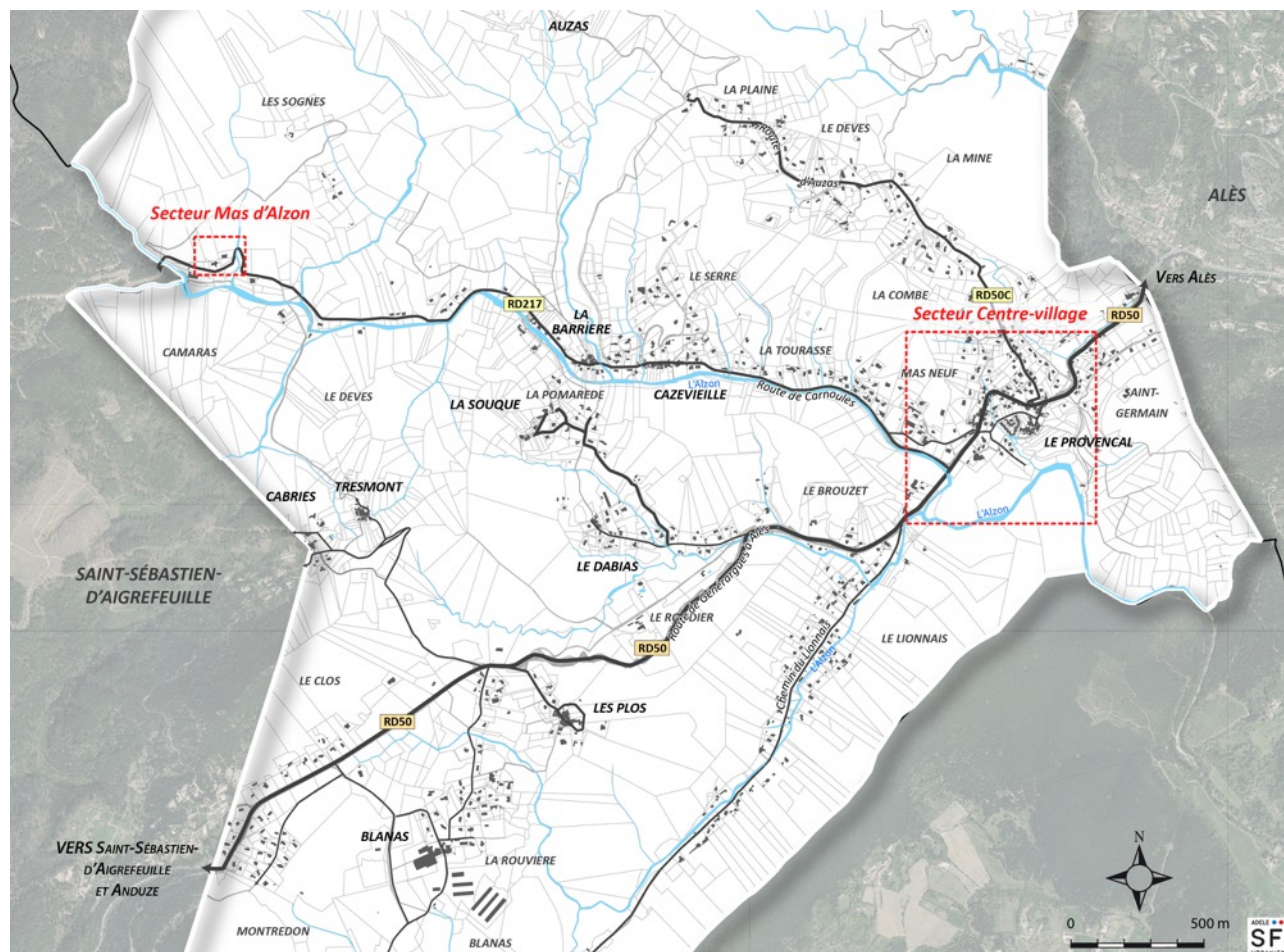 AUZAS
LA PLAINE
LES SOGNES
LE DEVES
Route
LA MINE
d'Auzas
ALÈS
Secteur Mas d'Alzon
LE SERRE
VERS ALÈS
LA COMBE
RD50C
RD217
Secteur Centre-village
RD50
LA
BARRIERE
CAMARAS
LA TOURASSE
MAS NEUF
L'Alzon
Route de Carnoules
LE DEVES
LA POMAREDE
CAZEVIEILLE
SAINT-
GERMAIN
LA SOUQUE
LE PROVENCAL
TRESMONT
CABRIES
LE BROUZET
L'Alzon
Route de Générargues à Alès
LE DABIAS
SAINT-SÉBASTIEN-
D'AIGREFEUILLE
LE LIONNAIS
RD50
L'Alzon
Chemin du Lionnais
LE CLOS
LES PLOS
RD50
BLANAS
VERS SAINT-SÉBASTIEN-
D'AIGREFEUILLE
ET ANDUZE
LA ROUVIÈRE
N
MONTREDON
BLANAS
0 500 m
ADELE
SF